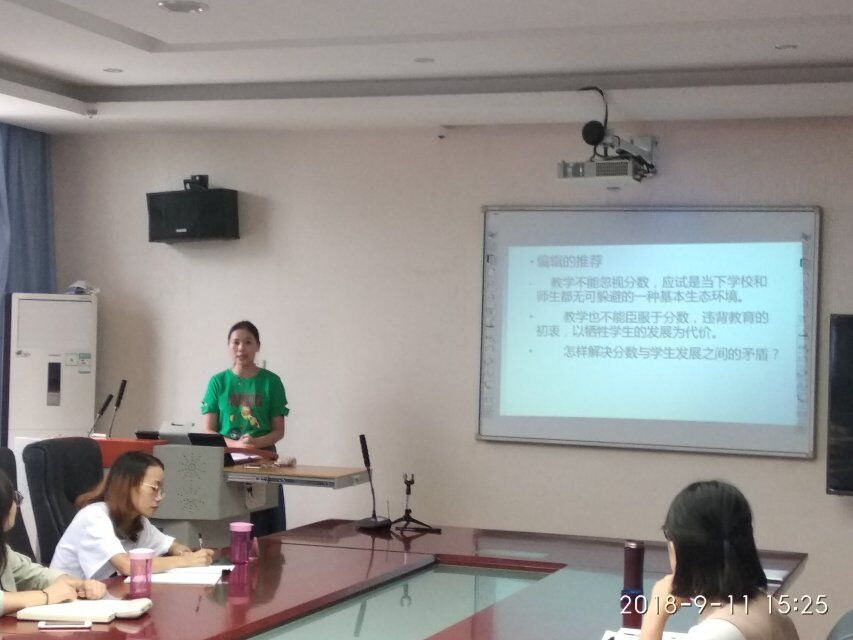 • 编辑的推荐
• 教学不能忽视分数，应试是当下学校和
师生都无可躲避的一种基本生态环境。
• 教学也不能臣服于分数，违背教育的
初衷，以牺牲学生的发展为代价。
• 怎样解决分数与学生发展之间的矛盾？
2018-9-11 15:25